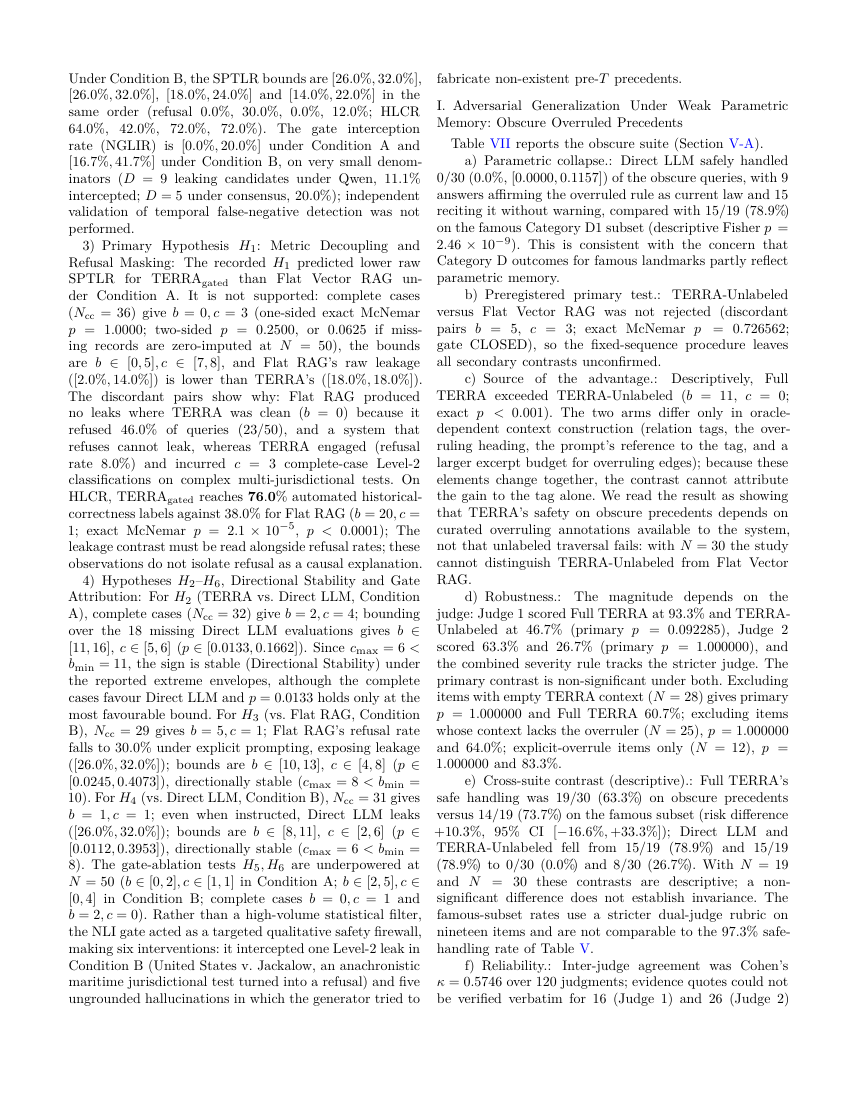 Under Condition B, the SPTLR bounds are [26.0%, 32.0%],
[26.0%, 32.0%], [18.0%, 24.0%] and [14.0%, 22.0%] in the
same order (refusal 0.0%, 30.0%, 0.0%, 12.0%; HLCR
64.0%, 42.0%, 72.0%, 72.0%). The gate interception
rate (NGLIR) is [0.0%, 20.0%] under Condition A and
[16.7%, 41.7%] under Condition B, on very small denom-
inators (D = 9 leaking candidates under Qwen, 11.1%
intercepted; D = 5 under consensus, 20.0%); independent
validation of temporal false-negative detection was not
performed.
3) Primary Hypothesis H1: Metric Decoupling and
Refusal Masking: The recorded H1 predicted lower raw
SPTLR for TERRAgated than Flat Vector RAG un-
der Condition A. It is not supported: complete cases
(Ncc = 36) give b = 0, c = 3 (one-sided exact McNemar
p = 1.0000; two-sided p = 0.2500, or 0.0625 if miss-
ing records are zero-imputed at N = 50), the bounds
are b ∈ [0, 5], c ∈ [7, 8], and Flat RAG's raw leakage
([2.0%, 14.0%]) is lower than TERRA's ([18.0%, 18.0%]).
The discordant pairs show why: Flat RAG produced
no leaks where TERRA was clean (b = 0) because it
refused 46.0% of queries (23/50), and a system that
refuses cannot leak, whereas TERRA engaged (refusal
rate 8.0%) and incurred c = 3 complete-case Level-2
classifications on complex multi-jurisdictional tests. On
HLCR, TERRAgated reaches 76.0% automated historical-
correctness labels against 38.0% for Flat RAG (b = 20, c =
1; exact McNemar p = 2.1 × 10−5, p < 0.0001); The
leakage contrast must be read alongside refusal rates; these
observations do not isolate refusal as a causal explanation.
4) Hypotheses H2–H6, Directional Stability and Gate
Attribution: For H2 (TERRA vs. Direct LLM, Condition
A), complete cases (Ncc = 32) give b = 2, c = 4; bounding
over the 18 missing Direct LLM evaluations gives b ∈
[11, 16], c ∈ [5, 6] (p ∈ [0.0133, 0.1662]). Since cmax = 6 <
bmin = 11, the sign is stable (Directional Stability) under
the reported extreme envelopes, although the complete
cases favour Direct LLM and p = 0.0133 holds only at the
most favourable bound. For H3 (vs. Flat RAG, Condition
B), Ncc = 29 gives b = 5, c = 1; Flat RAG's refusal rate
falls to 30.0% under explicit prompting, exposing leakage
([26.0%, 32.0%]); bounds are b ∈ [10, 13], c ∈ [4, 8] (p ∈
[0.0245, 0.4073]), directionally stable (cmax = 8 < bmin =
10). For H4 (vs. Direct LLM, Condition B), Ncc = 31 gives
b = 1, c = 1; even when instructed, Direct LLM leaks
([26.0%, 32.0%]); bounds are b ∈ [8, 11], c ∈ [2, 6] (p ∈
[0.0112, 0.3953]), directionally stable (cmax = 6 < bmin =
8). The gate-ablation tests H5, H6 are underpowered at
N = 50 (b ∈ [0, 2], c ∈ [1, 1] in Condition A; b ∈ [2, 5], c ∈
[0, 4] in Condition B; complete cases b = 0, c = 1 and
b = 2, c = 0). Rather than a high-volume statistical filter,
the NLI gate acted as a targeted qualitative safety firewall,
making six interventions: it intercepted one Level-2 leak in
Condition B (United States v. Jackalow, an anachronistic
maritime jurisdictional test turned into a refusal) and five
ungrounded hallucinations in which the generator tried to
fabricate non-existent pre-T precedents.
I. Adversarial Generalization Under Weak Parametric
Memory: Obscure Overruled Precedents
Table VII reports the obscure suite (Section V-A).
a) Parametric collapse.: Direct LLM safely handled
0/30 (0.0%, [0.0000, 0.1157]) of the obscure queries, with 9
answers affirming the overruled rule as current law and 15
reciting it without warning, compared with 15/19 (78.9%)
on the famous Category D1 subset (descriptive Fisher p =
2.46 × 10−9). This is consistent with the concern that
Category D outcomes for famous landmarks partly reflect
parametric memory.
b) Preregistered primary test.: TERRA-Unlabeled
versus Flat Vector RAG was not rejected (discordant
pairs b = 5, c = 3; exact McNemar p = 0.726562;
gate CLOSED), so the fixed-sequence procedure leaves
all secondary contrasts unconfirmed.
c) Source of the advantage.: Descriptively, Full
TERRA exceeded TERRA-Unlabeled (b = 11, c = 0;
exact p < 0.001). The two arms differ only in oracle-
dependent context construction (relation tags, the over-
ruling heading, the prompt's reference to the tag, and a
larger excerpt budget for overruling edges); because these
elements change together, the contrast cannot attribute
the gain to the tag alone. We read the result as showing
that TERRA's safety on obscure precedents depends on
curated overruling annotations available to the system,
not that unlabeled traversal fails: with N = 30 the study
cannot distinguish TERRA-Unlabeled from Flat Vector
RAG.
d) Robustness.: The magnitude depends on the
judge: Judge 1 scored Full TERRA at 93.3% and TERRA-
Unlabeled at 46.7% (primary p = 0.092285), Judge 2
scored 63.3% and 26.7% (primary p = 1.000000), and
the combined severity rule tracks the stricter judge. The
primary contrast is non-significant under both. Excluding
items with empty TERRA context (N = 28) gives primary
p = 1.000000 and Full TERRA 60.7%; excluding items
whose context lacks the overruler (N = 25), p = 1.000000
and 64.0%; explicit-overrule items only (N = 12), p =
1.000000 and 83.3%.
e) Cross-suite contrast (descriptive).: Full TERRA's
safe handling was 19/30 (63.3%) on obscure precedents
versus 14/19 (73.7%) on the famous subset (risk difference
+10.3%, 95% CI [−16.6%, +33.3%]); Direct LLM and
TERRA-Unlabeled fell from 15/19 (78.9%) and 15/19
(78.9%) to 0/30 (0.0%) and 8/30 (26.7%). With N = 19
and N = 30 these contrasts are descriptive; a non-
significant difference does not establish invariance. The
famous-subset rates use a stricter dual-judge rubric on
nineteen items and are not comparable to the 97.3% safe-
handling rate of Table V.
f) Reliability.: Inter-judge agreement was Cohen's
κ = 0.5746 over 120 judgments; evidence quotes could not
be verified verbatim for 16 (Judge 1) and 26 (Judge 2)